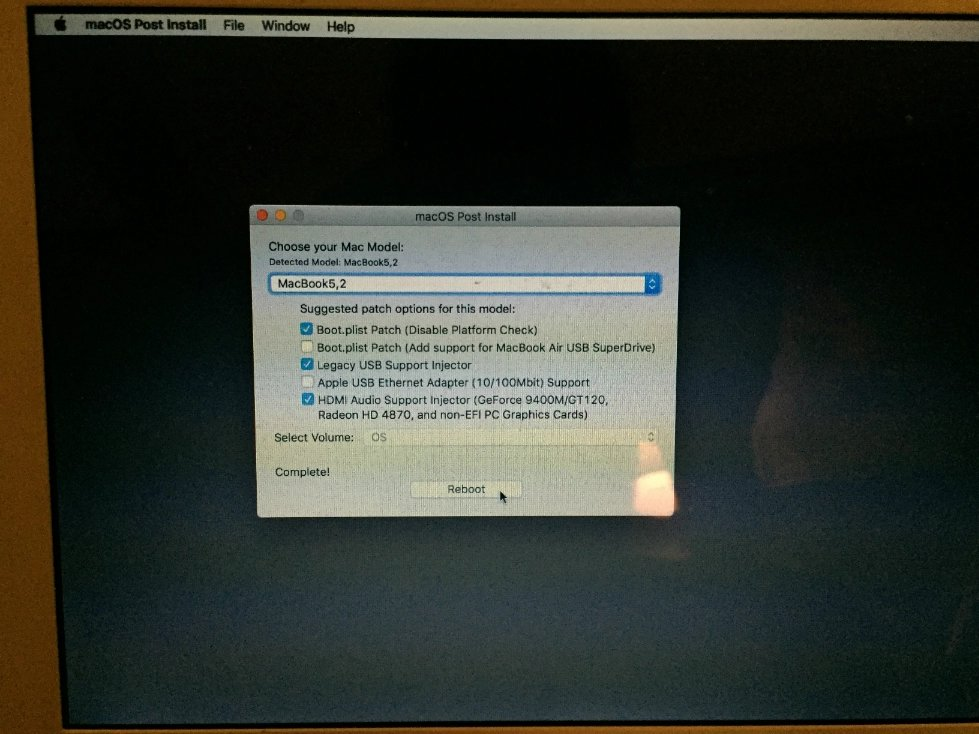 macOS Post Install File Window Help
macOS Post Install
Choose your Mac Model:
Detected Model: MacBook5,2
MacBook5,2
Suggested patch options for this model:
Boot.plist Patch (Disable Platform Check)
Boot.plist Patch (Add support for MacBook Air USB SuperDrive)
Legacy USB Support Injector
Apple USB Ethernet Adapter (10/100Mbit) Support
HDMI Audio Support Injector (GeForce 9400M/GT120,
Radeon HD 4870, and non-EFI PC Graphics Cards)
Select Volume: OS
Complete!
Reboot